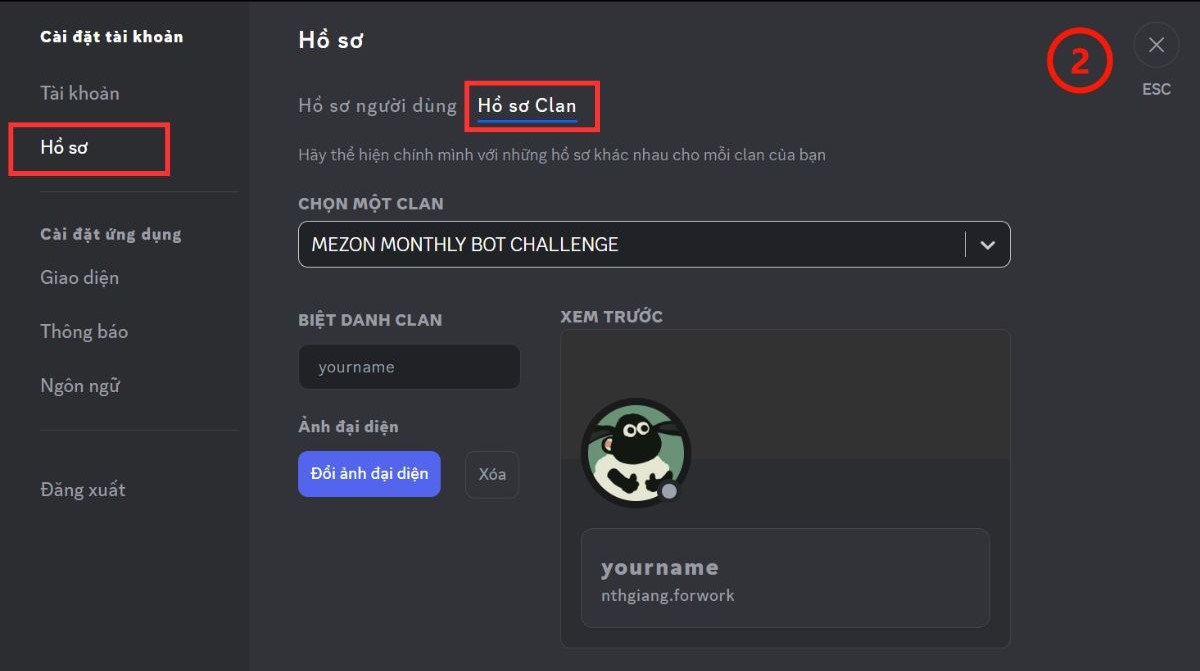 Cài đặt tài khoản
Tài khoản
Hồ sơ
Cài đặt ứng dụng
Giao diện
Thông báo
Ngôn ngữ
Đăng xuất
Hồ sơ
2
ESC
Hồ sơ người dùng Hồ sơ Clan
Hãy thể hiện chính mình với những hồ sơ khác nhau cho mỗi clan của bạn
CHỌN MỘT CLAN
MEZON MONTHLY BOT CHALLENGE
BIỆT DANH CLAN
yourname
Ảnh đại diện
Đổi ảnh đại diện Xóa
XEM TRƯỚC
yourname
nthgiang.forwork